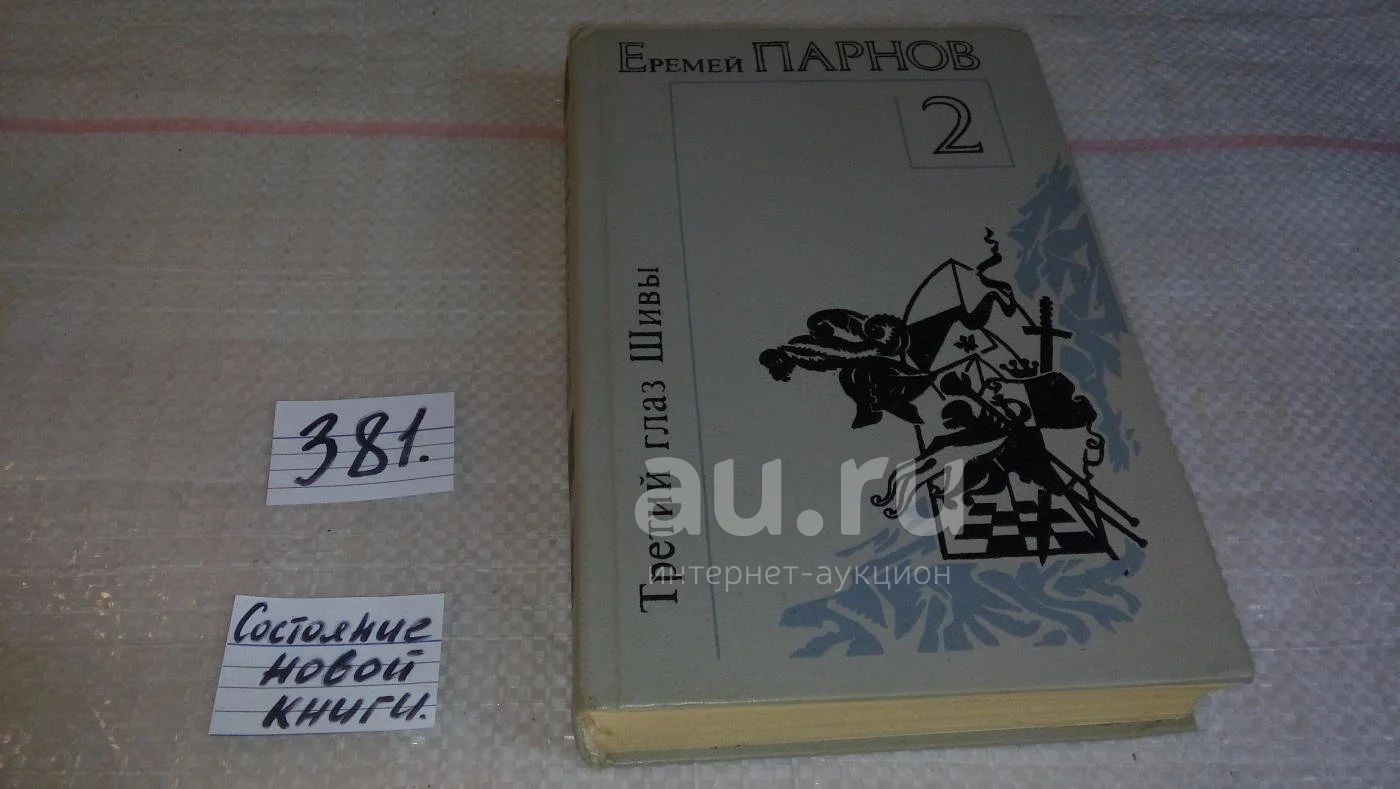 Еремей ПАРНОВ
2
Третий глаз Шивы
381.
Состояние
новой
книги.
au.ru
интернет-аукцион